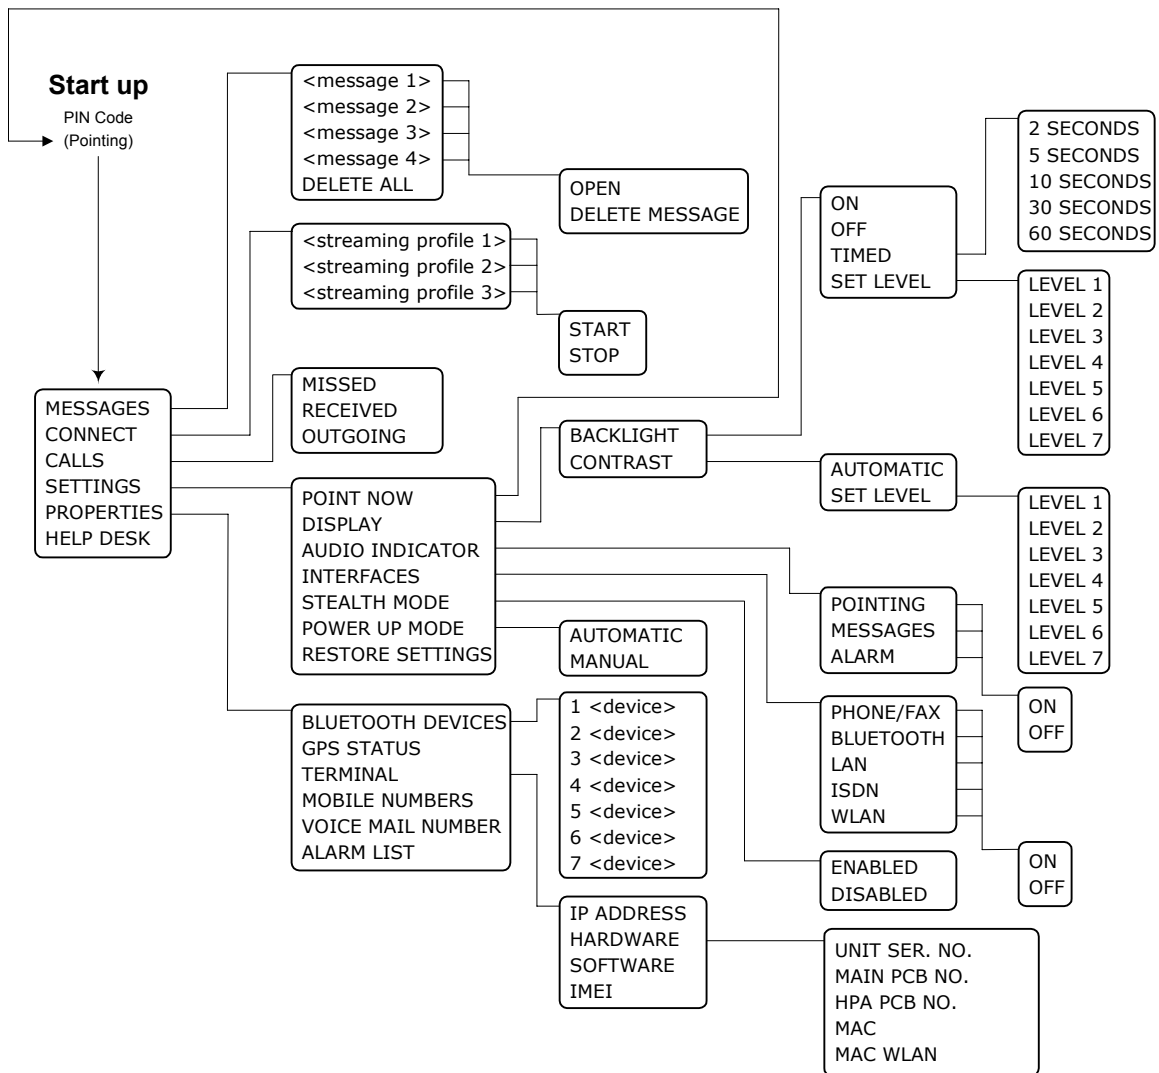 Start up
PIN Code
(Pointing)
MESSAGES
CONNECT
CALLS
SETTINGS
PROPERTIES
HELP DESK
<message 1>
<message 2>
<message 3>
<message 4>
DELETE ALL
OPEN
DELETE MESSAGE
<streaming profile 1>
<streaming profile 2>
<streaming profile 3>
START
STOP
MISSED
RECEIVED
OUTGOING
POINT NOW
DISPLAY
AUDIO INDICATOR
INTERFACES
STEALTH MODE
POWER UP MODE
RESTORE SETTINGS
BACKLIGHT
CONTRAST
ON
OFF
TIMED
SET LEVEL
2 SECONDS
5 SECONDS
10 SECONDS
30 SECONDS
60 SECONDS
LEVEL 1
LEVEL 2
LEVEL 3
LEVEL 4
LEVEL 5
LEVEL 6
LEVEL 7
AUTOMATIC
SET LEVEL
LEVEL 1
LEVEL 2
LEVEL 3
LEVEL 4
LEVEL 5
LEVEL 6
LEVEL 7
POINTING
MESSAGES
ALARM
ON
OFF
PHONE/FAX
BLUETOOTH
LAN
ISDN
WLAN
ON
OFF
ENABLED
DISABLED
AUTOMATIC
MANUAL
BLUETOOTH DEVICES
GPS STATUS
TERMINAL
MOBILE NUMBERS
VOICE MAIL NUMBER
ALARM LIST
1 <device>
2 <device>
3 <device>
4 <device>
5 <device>
6 <device>
7 <device>
IP ADDRESS
HARDWARE
SOFTWARE
IMEI
UNIT SER. NO.
MAIN PCB NO.
HPA PCB NO.
MAC
MAC WLAN